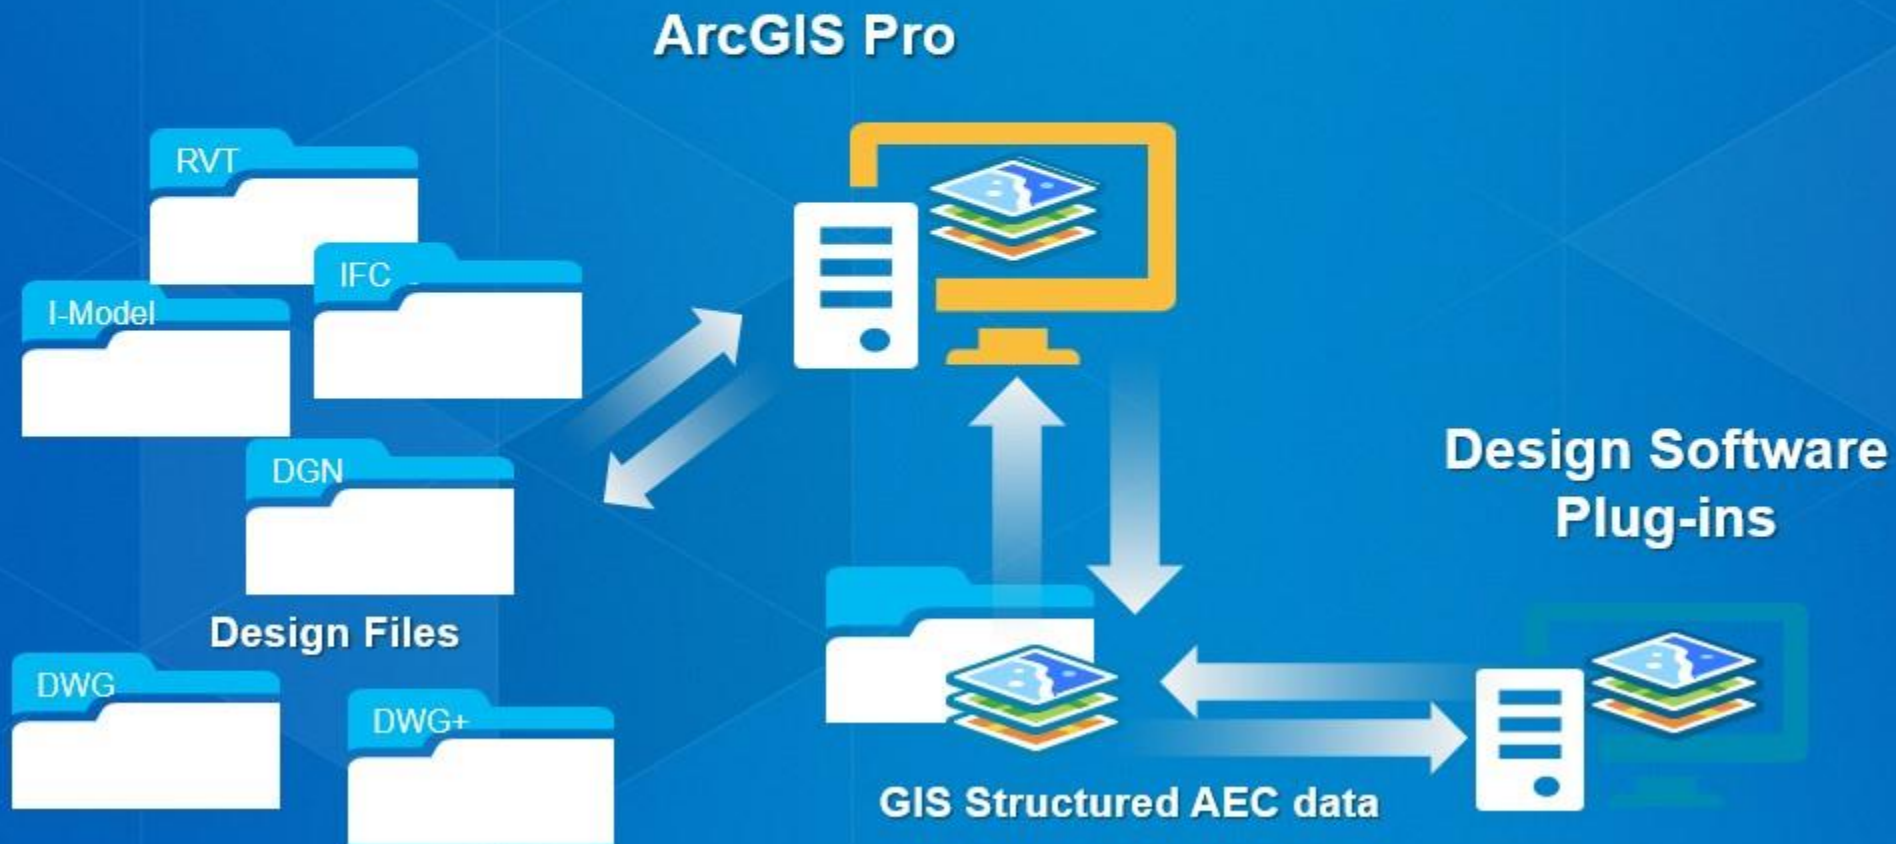 ArcGIS Pro
RVT
IFC
I-Model
DGN
Design Files
DWG
DWG+
Design Software
Plug-ins
GIS Structured AEC data